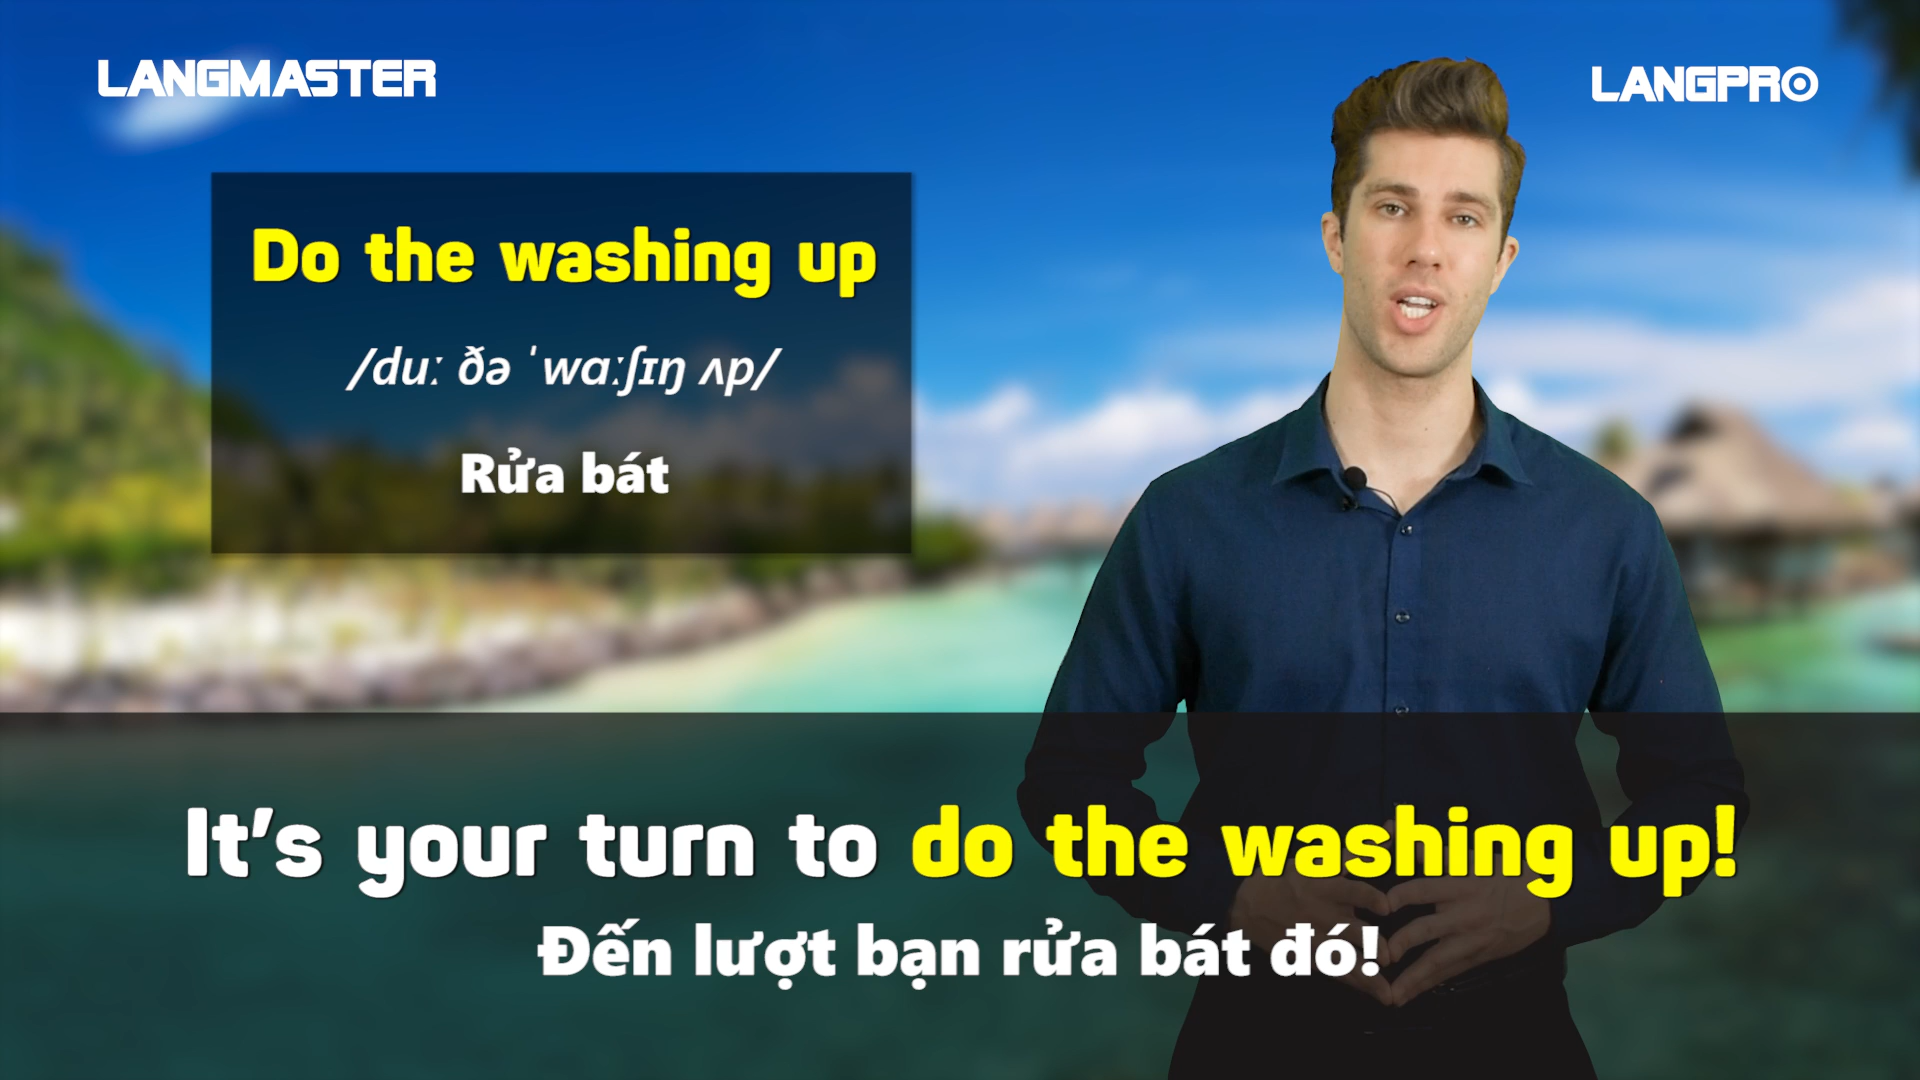 LANGMASTER
LANGPRO
Do the washing up
/duː ðə ˈwɑːʃɪŋ ʌp/
Rửa bát
It's your turn to do the washing up!
Đến lượt bạn rửa bát đó!